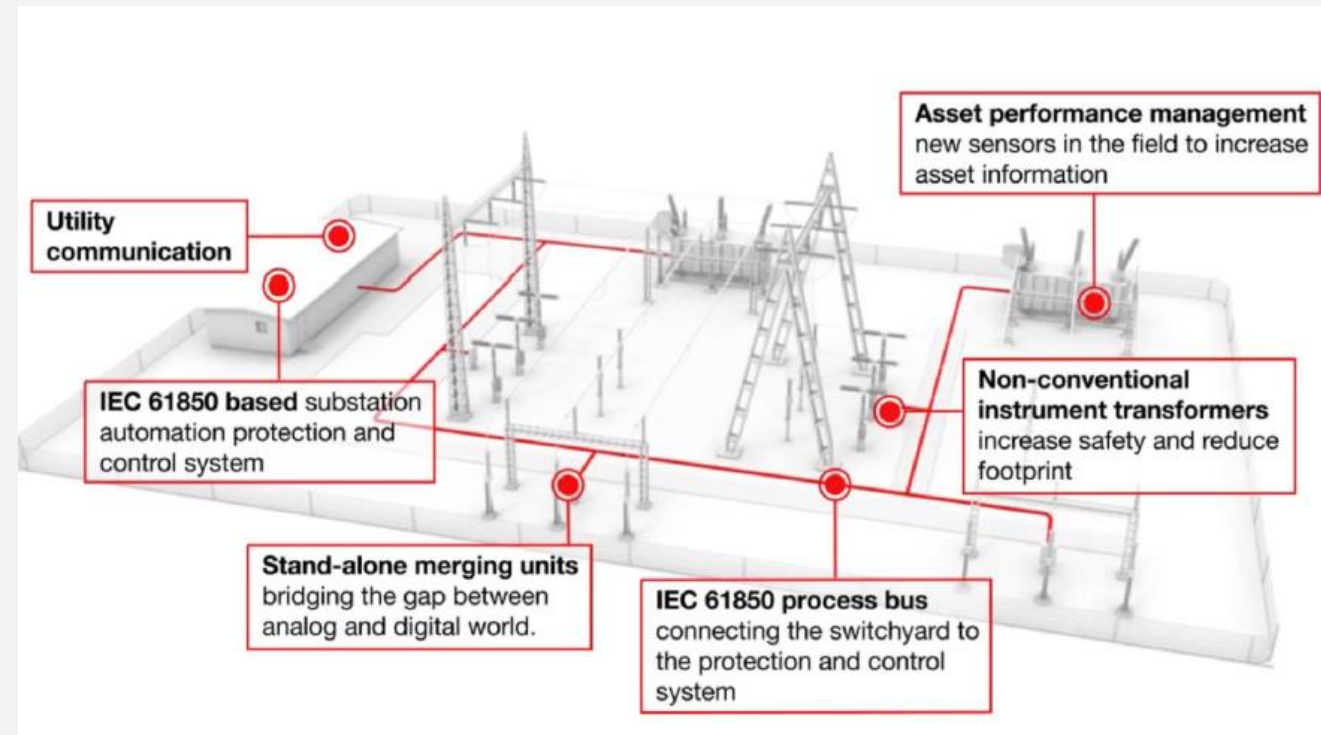 Asset performance management
new sensors in the field to increase
asset information
Utility
communication
IEC 61850 based substation
automation protection and
control system
Non-conventional
instrument transformers
increase safety and reduce
footprint
Stand-alone merging units
bridging the gap between
analog and digital world.
IEC 61850 process bus
connecting the switchyard to
the protection and control
system